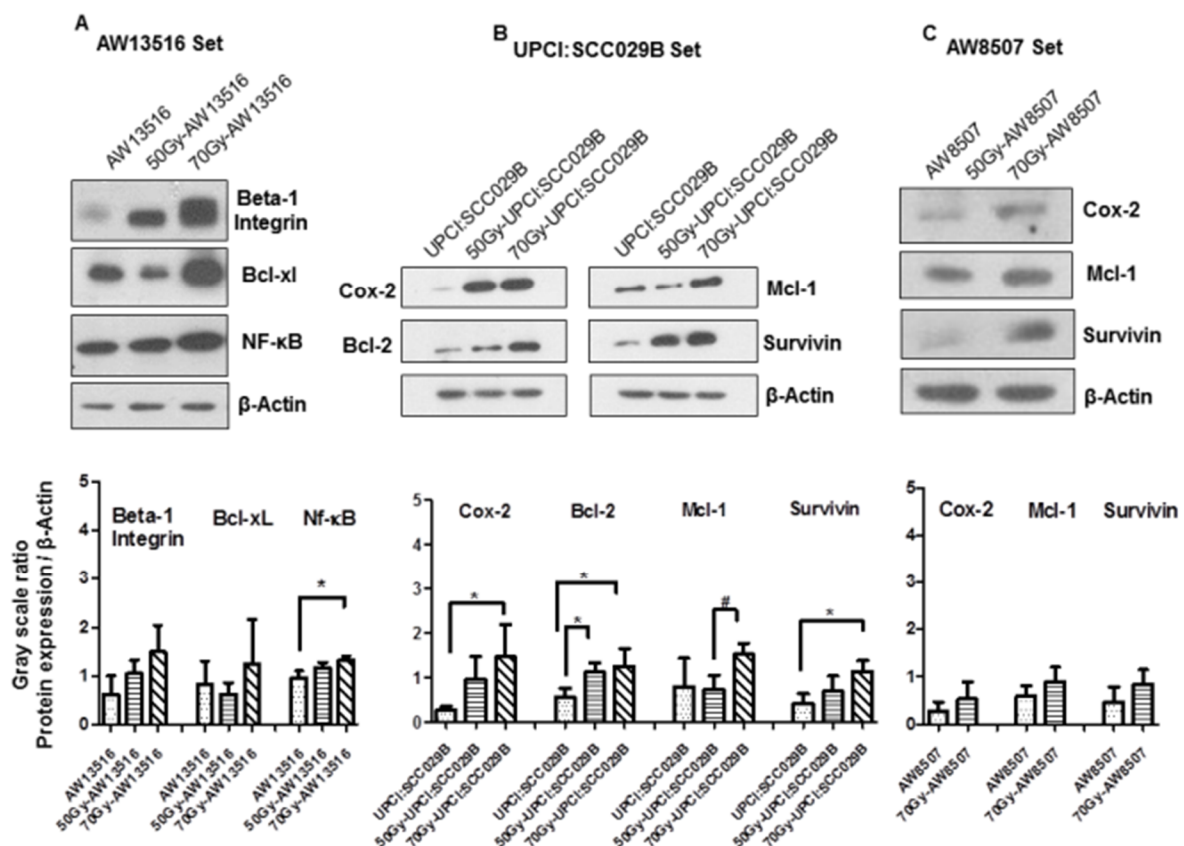 A
AW13516 Set
AW13516
50Gy-AW13516
70Gy-AW13516
Beta-1
Integrin
Bcl-xl
NF-κB
β-Actin
B
UPCI:SCC029B Set
UPCI:SCC029B
50Gy-UPCI:SCC029B
70Gy-UPCI:SCC029B
UPCI:SCC029B
50Gy-UPCI:SCC029B
70Gy-UPCI:SCC029B
Cox-2
Bcl-2
Mcl-1
Survivin
β-Actin
C
AW8507 Set
AW8507
50Gy-AW8507
70Gy-AW8507
Cox-2
Mcl-1
Survivin
β-Actin
Gray scale ratio
Protein expression / β-Actin
5
4
3
2
1
0
Beta-1
Integrin
Bcl-xL
Nf-κB
*
AW13516
50Gy-AW13516
70Gy-AW13516
AW13516
50Gy-AW13516
70Gy-AW13516
AW13516
50Gy-AW13516
70Gy-AW13516
5
4
3
2
1
0
Cox-2
Bcl-2
Mcl-1
Survivin
*
*
*
#
*
UPCI:SCC029B
50Gy-UPCI:SCC029B
70Gy-UPCI:SCC029B
UPCI:SCC029B
50Gy-UPCI:SCC029B
70Gy-UPCI:SCC029B
UPCI:SCC029B
50Gy-UPCI:SCC029B
70Gy-UPCI:SCC029B
UPCI:SCC029B
50Gy-UPCI:SCC029B
70Gy-UPCI:SCC029B
5
4
3
2
1
0
Cox-2
Mcl-1
Survivin
AW8507
70Gy-AW8507
AW8507
70Gy-AW8507
AW8507
70Gy-AW8507